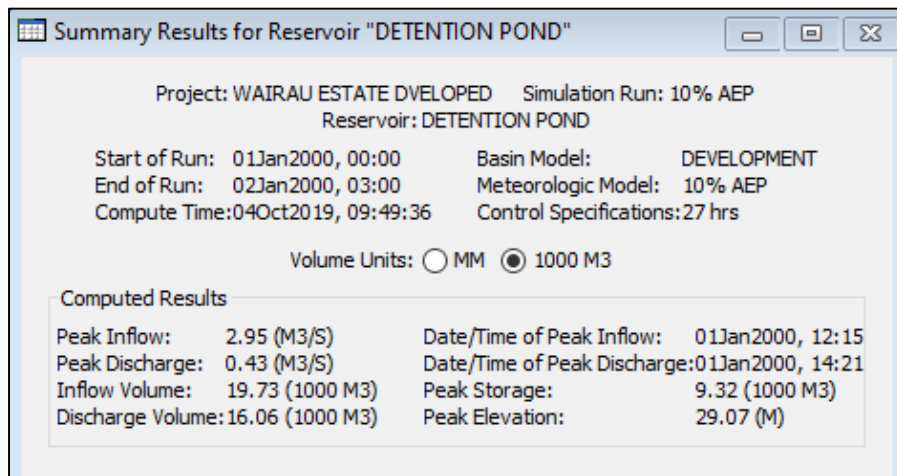 Summary Results for Reservoir "DETENTION POND"
Project: WAIRAU ESTATE DVELOPED Simulation Run: 10% AEP
Reservoir: DETENTION POND
Start of Run: 01Jan2000, 00:00 Basin Model: DEVELOPMENT
End of Run: 02Jan2000, 03:00 Meteorologic Model: 10% AEP
Compute Time:04Oct2019, 09:49:36 Control Specifications:27 hrs
Volume Units: MM 1000 M3
Computed Results
Peak Inflow: 2.95 (M3/S) Date/Time of Peak Inflow: 01Jan2000, 12:15
Peak Discharge: 0.43 (M3/S) Date/Time of Peak Discharge:01Jan2000, 14:21
Inflow Volume: 19.73 (1000 M3) Peak Storage: 9.32 (1000 M3)
Discharge Volume:16.06 (1000 M3) Peak Elevation: 29.07 (M)